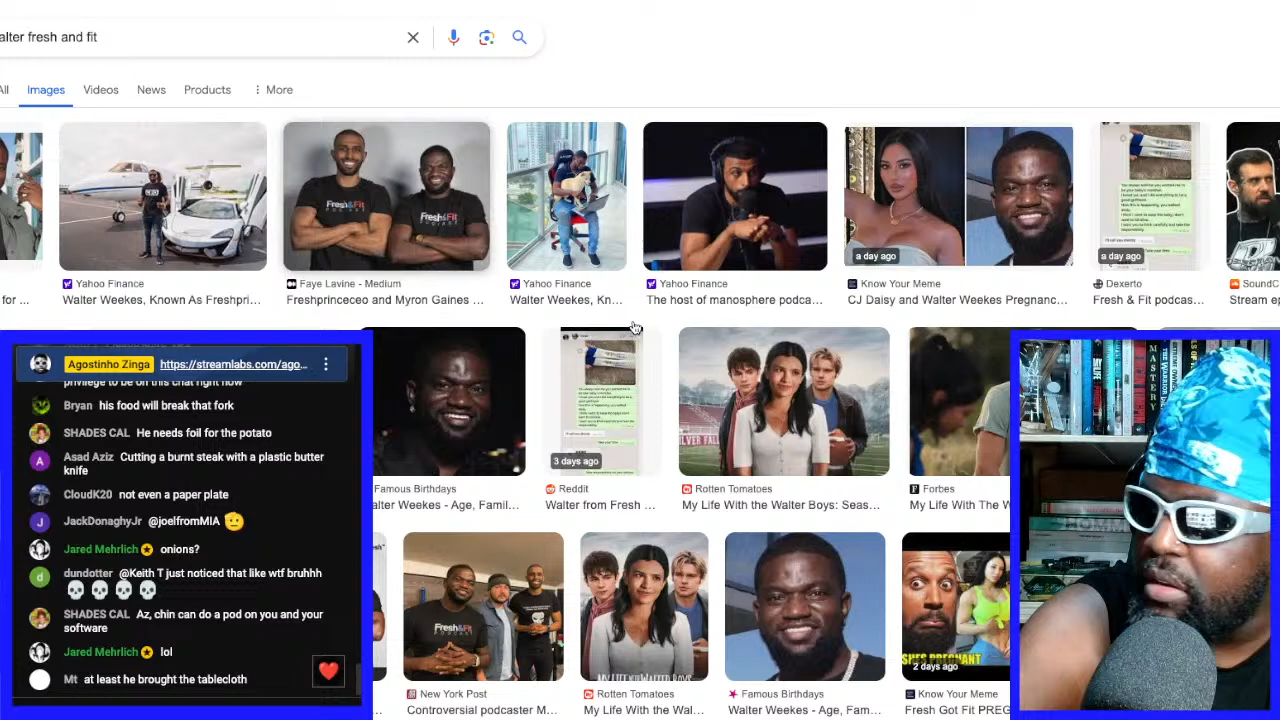 alter fresh and fit
All Images Videos News Products More
a day ago
a day ago
Yahoo Finance
Faye Lavine - Medium
Yahoo Finance
Yahoo Finance
Know Your Meme
Dexerto
SoundC
for ...
Walter Weekes, Known As Freshpri...
Freshprinceceo and Myron Gaines ...
Walter Weekes, Kn...
The host of manosphere podca...
CJ Daisy and Walter Weekes Pregnanc...
Fresh & Fit podcas...
Stream ep
Agostinho Zinga https://streamlabs.com/ago...
privilege to be on this chat right now
Bryan his food will break that fork
SHADES CAL He needs foil for the potato
Asad Aziz Cutting a burnt steak with a plastic butter
knife
CloudK20 not even a paper plate
JackDonaghyJr @joelfromMIA
Jared Mehrlich onions?
dundotter @Keith T just noticed that like wtf bruhhh
SHADES CAL Az, chin can do a pod on you and your
software
Jared Mehrlich lol
Mt at least he brought the tablecloth
3 days ago
Famous Birthdays
Reddit
Rotten Tomatoes
Forbes
alter Weekes - Age, Famil...
Walter from Fresh ...
My Life With the Walter Boys: Seas...
My Life With The W
Fresh&Fit
SHES PREGNANT
2 days ago
New York Post
Rotten Tomatoes
Famous Birthdays
Know Your Meme
Controversial podcaster M...
My Life With the Wal...
Walter Weekes - Age, Fam...
Fresh Got Fit PREG
MASTERY